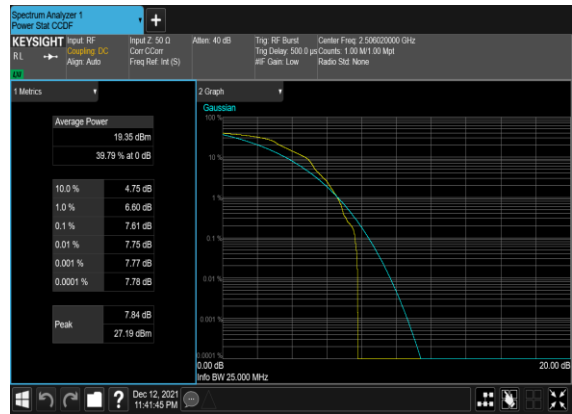 Spectrum Analyzer 1
Power Stat CCDF
KEYSIGHT
R L
Input: RF
Coupling: DC
Align: Auto
Input Z: 50 Ω
Corr CCorr
Freq Ref: Int (S)
Atten: 40 dB
Trig: RF Burst
Trig Delay: 500.0 µs
#IF Gain: Low
Center Freq: 2.506020000 GHz
Counts: 1.00 M/1.00 Mpt
Radio Std: None
LW
1 Metrics
Average Power
19.35 dBm
39.79 % at 0 dB
10.0 % 4.75 dB
1.0 % 6.60 dB
0.1 % 7.61 dB
0.01 % 7.75 dB
0.001 % 7.77 dB
0.0001 % 7.78 dB
Peak
7.84 dB
27.19 dBm
2 Graph
Gaussian
100 %
10 %
1 %
0.1 %
0.01 %
0.001 %
0.0001 %
0.00 dB
20.00 dB
Info BW 25.000 MHz
?
Dec 12, 2021
11:41:45 PM